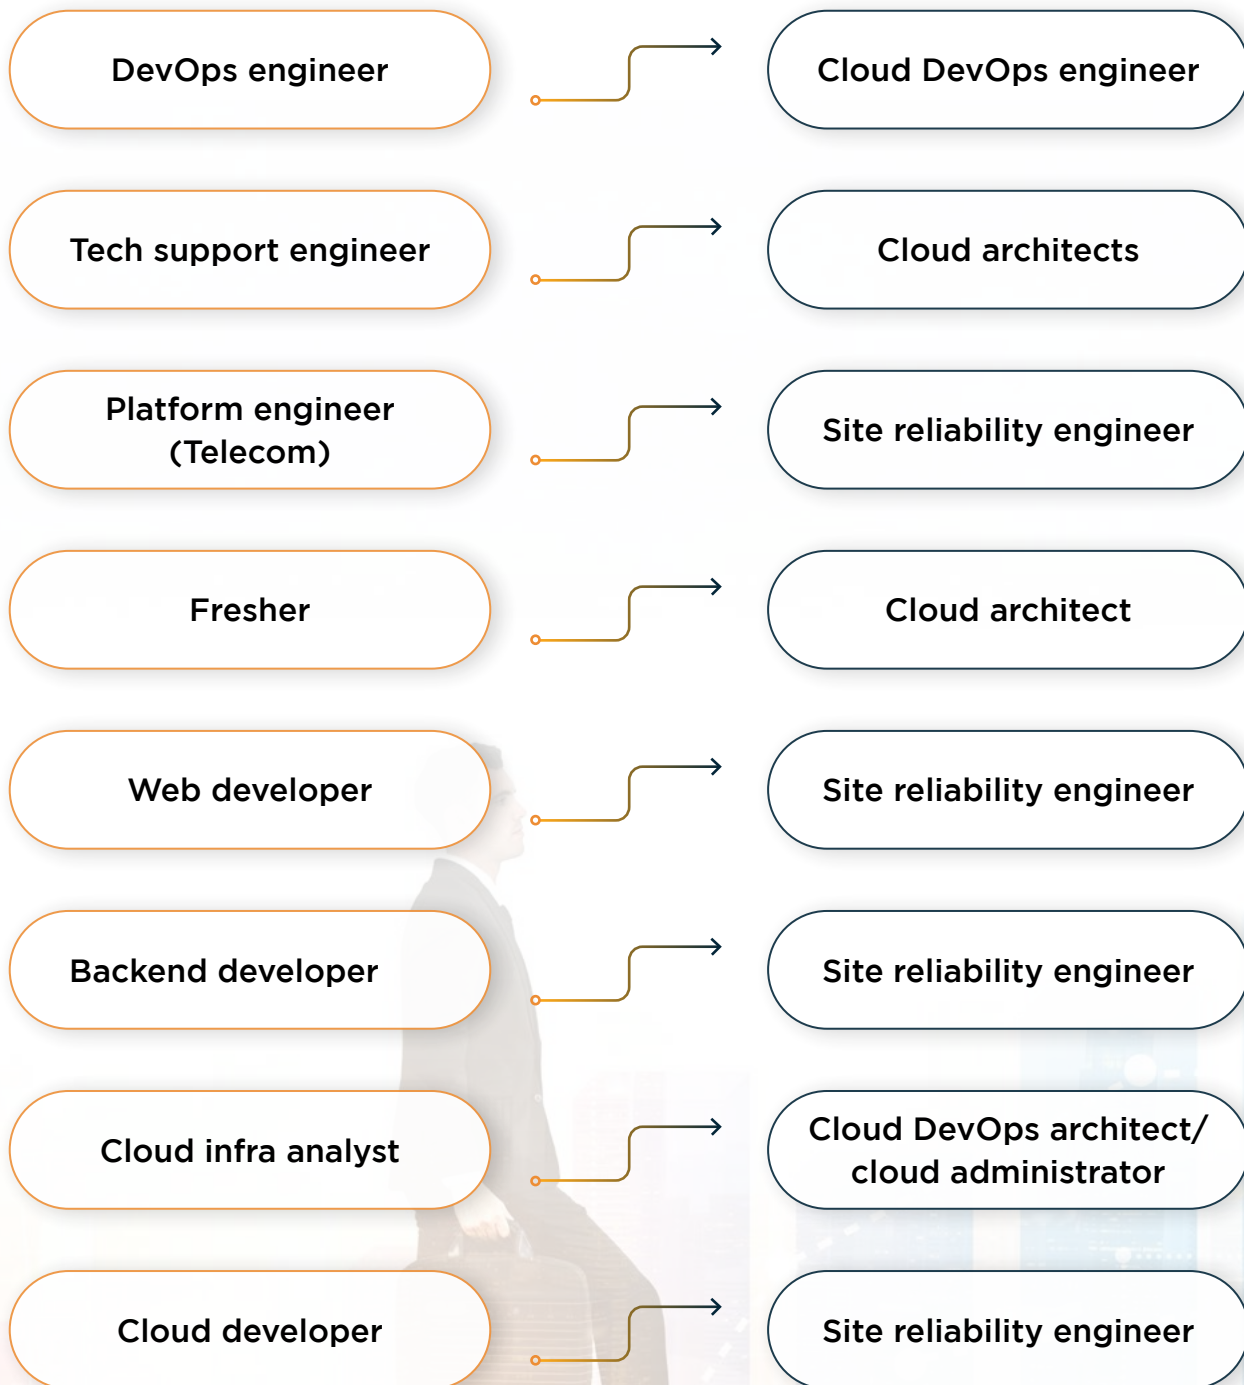 DevOps engineer
Cloud DevOps engineer
Tech support engineer
Cloud architects
Platform engineer
(Telecom)
Site reliability engineer
Fresher
Cloud architect
Web developer
Site reliability engineer
Backend developer
Site reliability engineer
Cloud infra analyst
Cloud DevOps architect/
cloud administrator
Cloud developer
Site reliability engineer